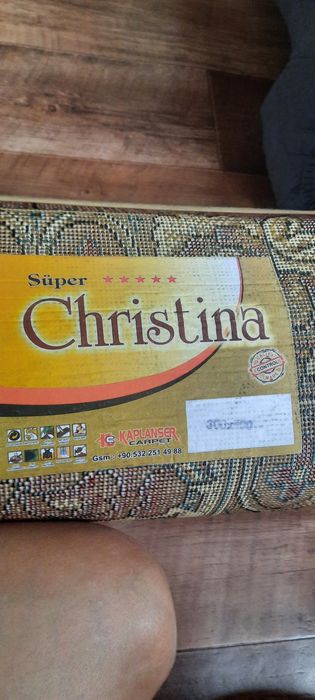 Süper
Christina
CONTROL
300x400
KAPLANSER
CARPET
Gsm : +90 532 251 49 88